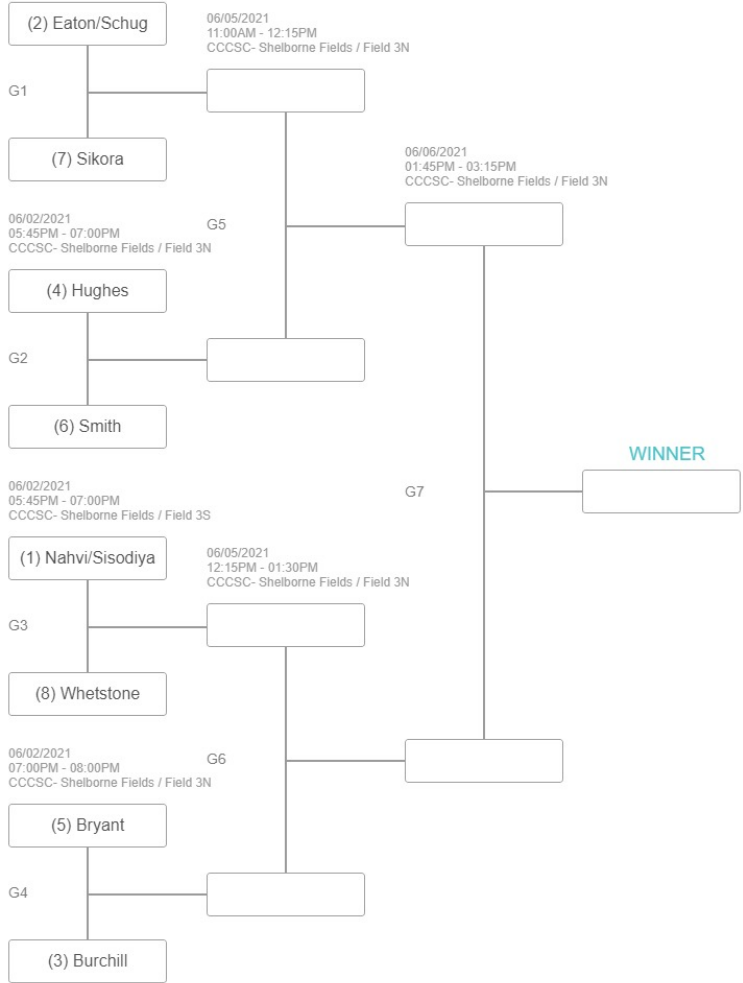 (2) Eaton/Schug
06/05/2021
11:00AM - 12:15PM
CCCSC- Shelborne Fields / Field 3N
G1
(7) Sikora
06/06/2021
01:45PM - 03:15PM
CCCSC- Shelborne Fields / Field 3N
06/02/2021
05:45PM - 07:00PM
CCCSC- Shelborne Fields / Field 3N
G5
(4) Hughes
G2
(6) Smith
WINNER
06/02/2021
05:45PM - 07:00PM
CCCSC- Shelborne Fields / Field 3S
G7
(1) Nahvi/Sisodiya
06/05/2021
12:15PM - 01:30PM
CCCSC- Shelborne Fields / Field 3N
G3
(8) Whetstone
06/02/2021
07:00PM - 08:00PM
CCCSC- Shelborne Fields / Field 3N
G6
(5) Bryant
G4
(3) Burchill